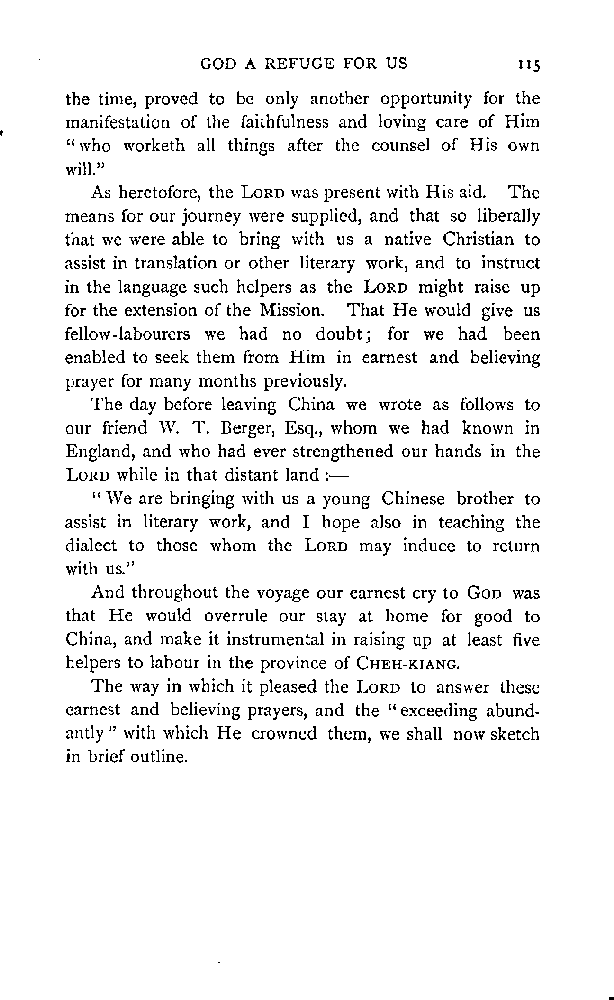 GOD A REFUGE FOR US 115
the time, proved to be only another opportunity for the
manifestation of the faithfulness and loving care of Him
“who worketh all things after the counsel of His own
will.”
As heretofore, the LORD was present with His aid. The
means for our journey were supplied, and that so liberally
that we were able to bring with us a native Christian to
assist in translation or other literary work, and to instruct
in the language such helpers as the LORD might raise up
for the extension of the Mission. That He would give us
fellow-labourers we had no doubt; for we had been
enabled to seek them from Him in earnest and believing
prayer for many months previously.
The day before leaving China we wrote as follows to
our friend W. T. Berger, Esq., whom we had known in
England, and who had ever strengthened our hands in the
LORD while in that distant land :—
“We are bringing with us a young Chinese brother to
assist in literary work, and I hope also in teaching the
dialect to those whom the LORD may induce to return
with us.”
And throughout the voyage our earnest cry to GOD was
that He would overrule our stay at home for good to
China, and make it instrumental in raising up at least five
helpers to labour in the province of CHEH-KIANG.
The way in which it pleased the LORD to answer these
earnest and believing prayers, and the “exceeding abund-
antly” with which He crowned them, we shall now sketch
in brief outline.